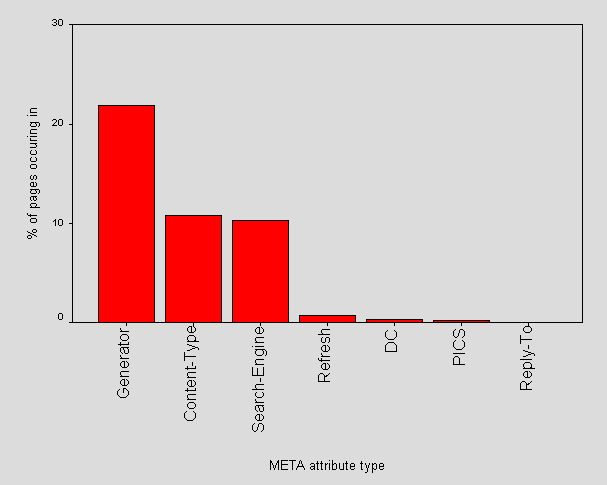 30
20
10
0
% of pages occuring in
Generator
Content-Type
Search-Engine
Refresh
DC
PICS
Reply-To
META attribute type